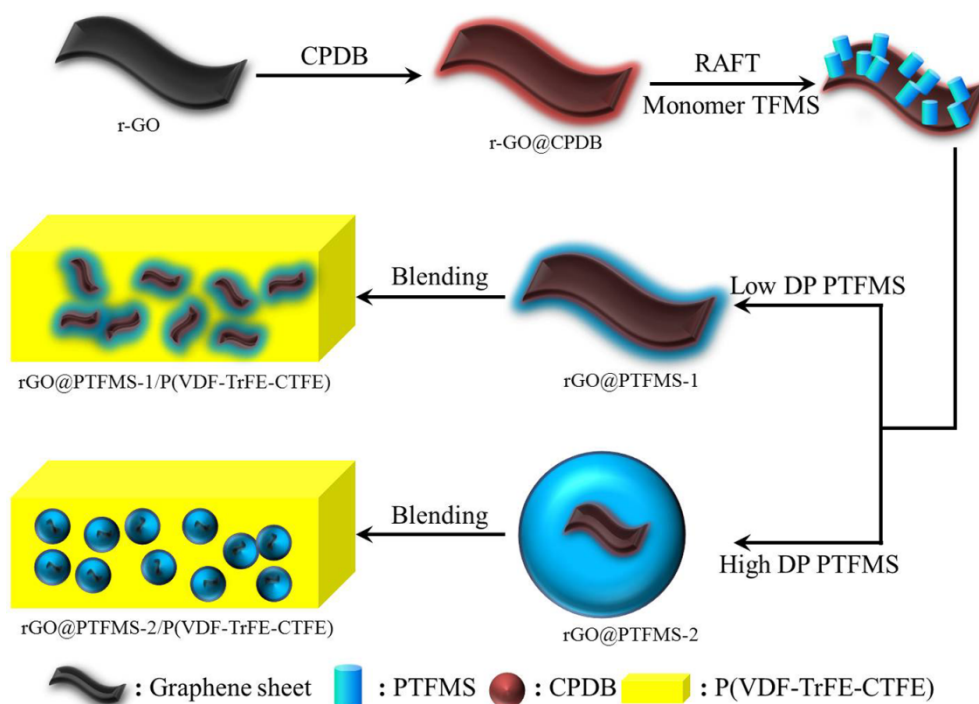 CPDB
r-GO
r-GO@CPDB
RAFT
Monomer TFMS
Blending
rGO@PTFMS-1/P(VDF-TrFE-CTFE)
rGO@PTFMS-1
Low DP PTFMS
Blending
rGO@PTFMS-2/P(VDF-TrFE-CTFE)
rGO@PTFMS-2
High DP PTFMS
: Graphene sheet : PTFMS : CPDB : P(VDF-TrFE-CTFE)